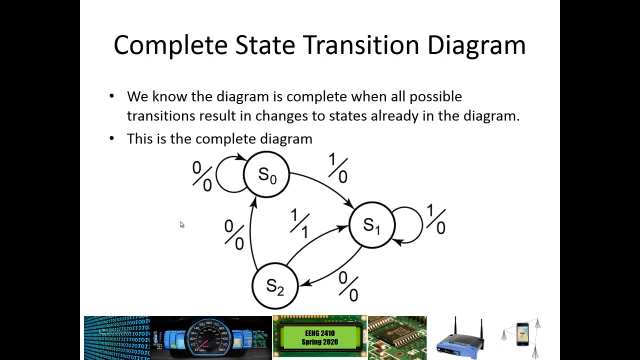 Complete State Transition Diagram
• We know the diagram is complete when all possible
transitions result in changes to states already in the diagram.
• This is the complete diagram
0/0
S0
1/0
0/0
1/1
S1
1/0
S2
0/0
EENG 2410
Spring 2020